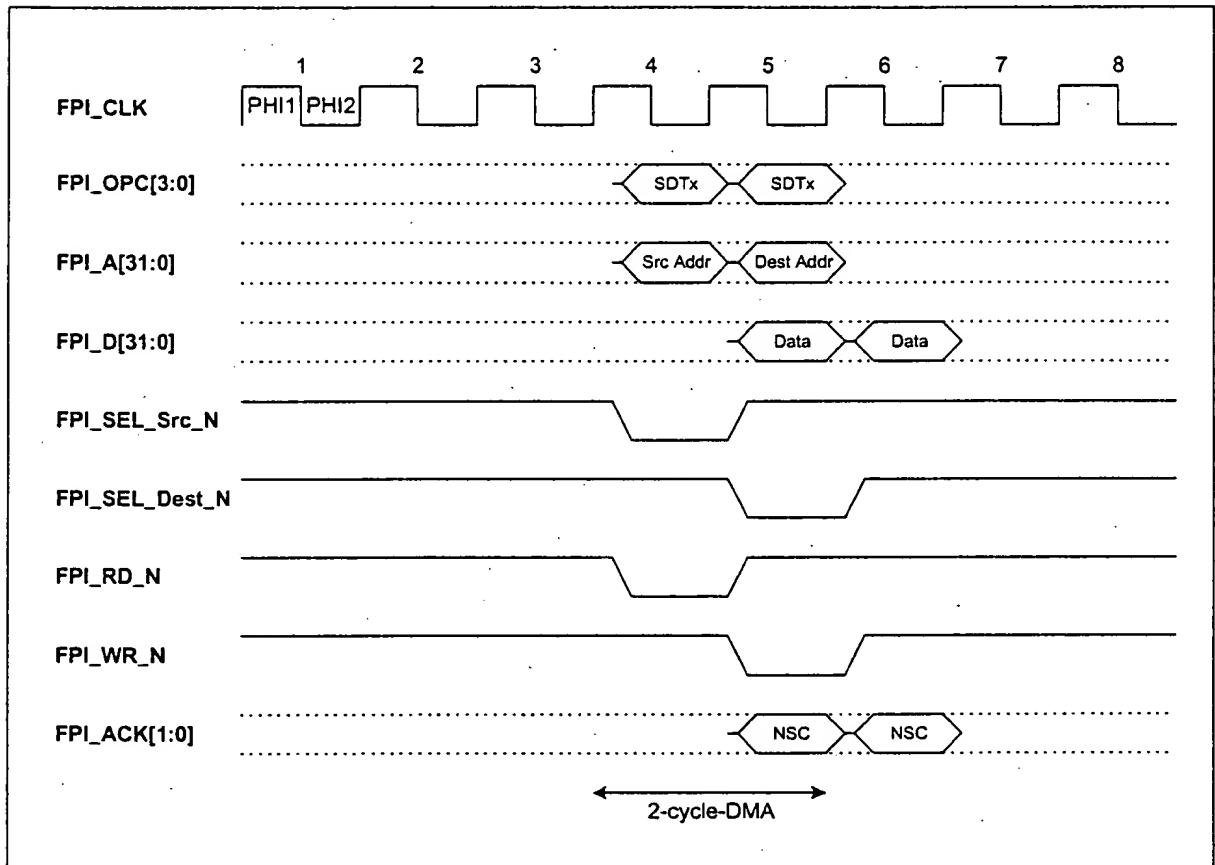 1 2 3 4 5 6 7 8
FPI_CLK PHI1 PHI2
FPI_OPC[3:0] SDTx SDTx
FPI_A[31:0] Src Addr Dest Addr
FPI_D[31:0] Data Data
FPI_SEL_Src_N
FPI_SEL_Dest_N
FPI_RD_N
FPI_WR_N
FPI_ACK[1:0] NSC NSC
2-cycle-DMA